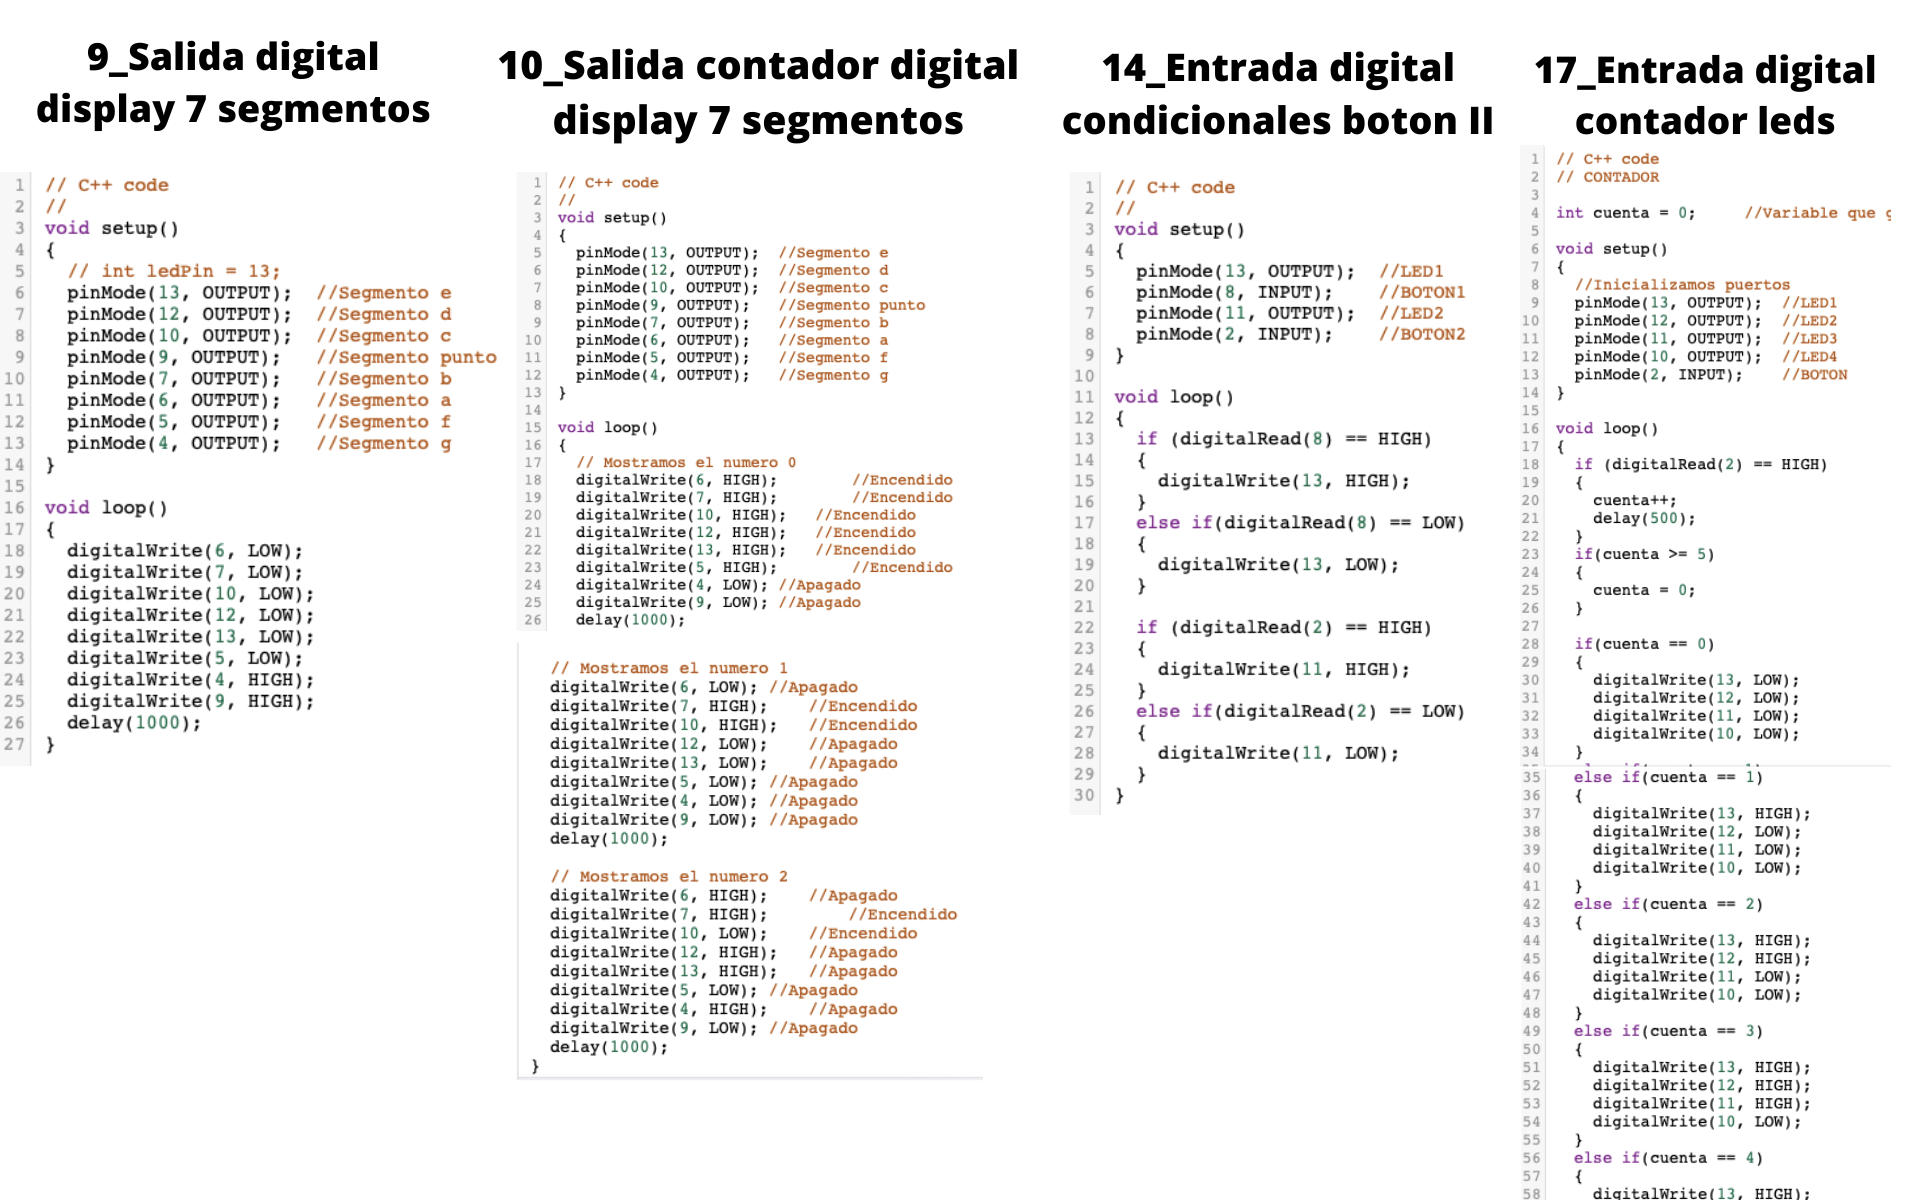 9_Salida digital
display 7 segmentos
1 // C++ code
2 //
3 void setup()
4 {
5 // int ledPin = 13;
6 pinMode(13, OUTPUT); //Segmento e
7 pinMode(12, OUTPUT); //Segmento d
8 pinMode(10, OUTPUT); //Segmento c
9 pinMode(9, OUTPUT); //Segmento punto
10 pinMode(7, OUTPUT); //Segmento b
11 pinMode(6, OUTPUT); //Segmento a
12 pinMode(5, OUTPUT); //Segmento f
13 pinMode(4, OUTPUT); //Segmento g
14 }
15
16 void loop()
17 {
18 digitalWrite(6, LOW);
19 digitalWrite(7, LOW);
20 digitalWrite(10, LOW);
21 digitalWrite(12, LOW);
22 digitalWrite(13, LOW);
23 digitalWrite(5, LOW);
24 digitalWrite(4, HIGH);
25 digitalWrite(9, HIGH);
26 delay(1000);
27 }
10_Salida contador digital
display 7 segmentos
1 // C++ code
2 //
3 void setup()
4 {
5 pinMode(13, OUTPUT); //Segmento e
6 pinMode(12, OUTPUT); //Segmento d
7 pinMode(10, OUTPUT); //Segmento c
8 pinMode(9, OUTPUT); //Segmento punto
9 pinMode(7, OUTPUT); //Segmento b
10 pinMode(6, OUTPUT); //Segmento a
11 pinMode(5, OUTPUT); //Segmento f
12 pinMode(4, OUTPUT); //Segmento g
13 }
14
15 void loop()
16 {
17 // Mostramos el numero 0
18 digitalWrite(6, HIGH); //Encendido
19 digitalWrite(7, HIGH); //Encendido
20 digitalWrite(10, HIGH); //Encendido
21 digitalWrite(12, HIGH); //Encendido
22 digitalWrite(13, HIGH); //Encendido
23 digitalWrite(5, HIGH); //Encendido
24 digitalWrite(4, LOW); //Apagado
25 digitalWrite(9, LOW); //Apagado
26 delay(1000);
// Mostramos el numero 1
digitalWrite(6, LOW); //Apagado
digitalWrite(7, HIGH); //Encendido
digitalWrite(10, HIGH); //Encendido
digitalWrite(12, LOW); //Apagado
digitalWrite(13, LOW); //Apagado
digitalWrite(5, LOW); //Apagado
digitalWrite(4, LOW); //Apagado
digitalWrite(9, LOW); //Apagado
delay(1000);
// Mostramos el numero 2
digitalWrite(6, HIGH); //Apagado
digitalWrite(7, HIGH); //Encendido
digitalWrite(10, LOW); //Encendido
digitalWrite(12, HIGH); //Apagado
digitalWrite(13, HIGH); //Apagado
digitalWrite(5, LOW); //Apagado
digitalWrite(4, HIGH); //Apagado
digitalWrite(9, LOW); //Apagado
delay(1000);
}
14_Entrada digital
condicionales boton II
1 // C++ code
2 //
3 void setup()
4 {
5 pinMode(13, OUTPUT); //LED1
6 pinMode(8, INPUT); //BOTON1
7 pinMode(11, OUTPUT); //LED2
8 pinMode(2, INPUT); //BOTON2
9 }
10
11 void loop()
12 {
13 if (digitalRead(8) == HIGH)
14 {
15 digitalWrite(13, HIGH);
16 }
17 else if(digitalRead(8) == LOW)
18 {
19 digitalWrite(13, LOW);
20 }
21
22 if (digitalRead(2) == HIGH)
23 {
24 digitalWrite(11, HIGH);
25 }
26 else if(digitalRead(2) == LOW)
27 {
28 digitalWrite(11, LOW);
29 }
30 }
17_Entrada digital
contador leds
1 // C++ code
2 // CONTADOR
3
4 int cuenta = 0; //Variable que
5
6 void setup()
7 {
8 //Inicializamos puertos
9 pinMode(13, OUTPUT); //LED1
10 pinMode(12, OUTPUT); //LED2
11 pinMode(11, OUTPUT); //LED3
12 pinMode(10, OUTPUT); //LED4
13 pinMode(2, INPUT); //BOTON
14 }
15
16 void loop()
17 {
18 if (digitalRead(2) == HIGH)
19 {
20 cuenta++;
21 delay(500);
22 }
23 if(cuenta >= 5)
24 {
25 cuenta = 0;
26 }
27
28 if(cuenta == 0)
29 {
30 digitalWrite(13, LOW);
31 digitalWrite(12, LOW);
32 digitalWrite(11, LOW);
33 digitalWrite(10, LOW);
34 }
35 else if(cuenta == 1)
36 {
37 digitalWrite(13, HIGH);
38 digitalWrite(12, LOW);
39 digitalWrite(11, LOW);
40 digitalWrite(10, LOW);
41 }
42 else if(cuenta == 2)
43 {
44 digitalWrite(13, HIGH);
45 digitalWrite(12, HIGH);
46 digitalWrite(11, LOW);
47 digitalWrite(10, LOW);
48 }
49 else if(cuenta == 3)
50 {
51 digitalWrite(13, HIGH);
52 digitalWrite(12, HIGH);
53 digitalWrite(11, HIGH);
54 digitalWrite(10, LOW);
55 }
56 else if(cuenta == 4)
57 {
58 digitalWrite(13, HIGH);